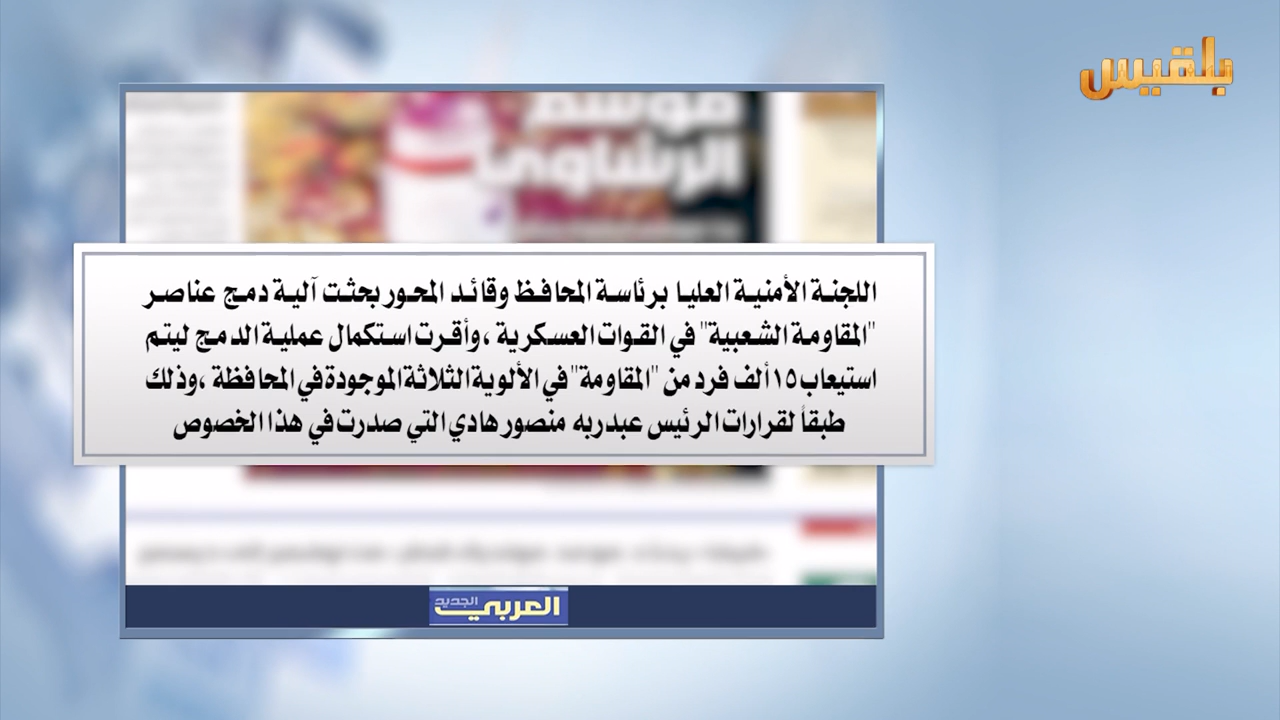 بلقيس
موسم
الرشاوى
اللجنة الأمنية العليا برئاسة المحافظ وقائد المحور بحثت آلية دمج عناصر
"المقاومة الشعبية" في القوات العسكرية ، وأقرت استكمال عملية الدمج ليتم
استيعاب ١٥ ألف فرد من "المقاومة" في الألوية الثلاثة الموجودة في المحافظة ، وذلك
طبقاً لقرارات الرئيس عبدربه منصور هادي التي صدرت في هذا الخصوص
العربي الجديد